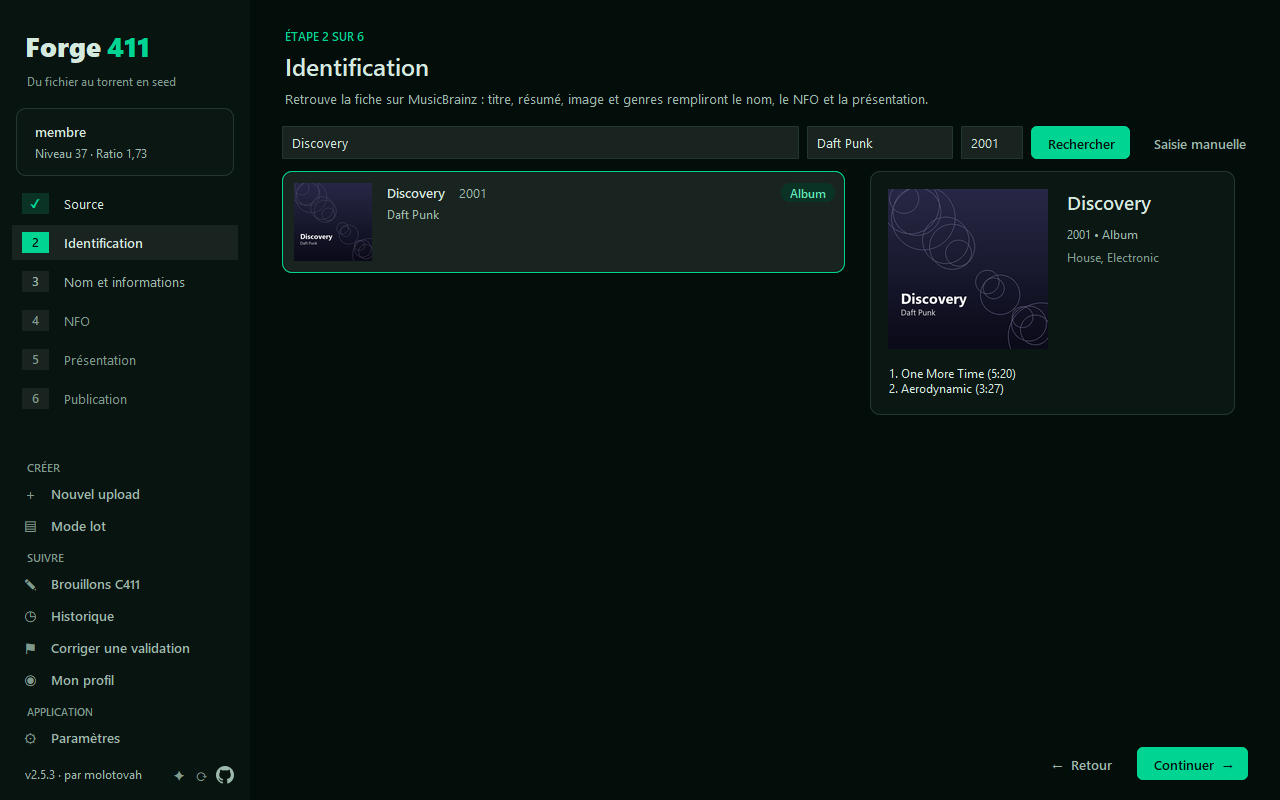 Forge 411
Du fichier au torrent en seed
membre
Niveau 37 · Ratio 1,73
✓ Source
2 Identification
3 Nom et informations
4 NFO
5 Présentation
6 Publication
CRÉER
+ Nouvel upload
Mode lot
SUIVRE
Brouillons C411
Historique
Corriger une validation
Mon profil
APPLICATION
Paramètres
v2.5.3 · par molotovah
ÉTAPE 2 SUR 6
Identification
Retrouve la fiche sur MusicBrainz : titre, résumé, image et genres rempliront le nom, le NFO et la présentation.
Discovery Daft Punk 2001 Rechercher Saisie manuelle
Discovery 2001 Album
Daft Punk
Discovery
Daft Punk
Discovery
2001 • Album
House, Electronic
Discovery
Daft Punk
1. One More Time (5:20)
2. Aerodynamic (3:27)
← Retour Continuer →